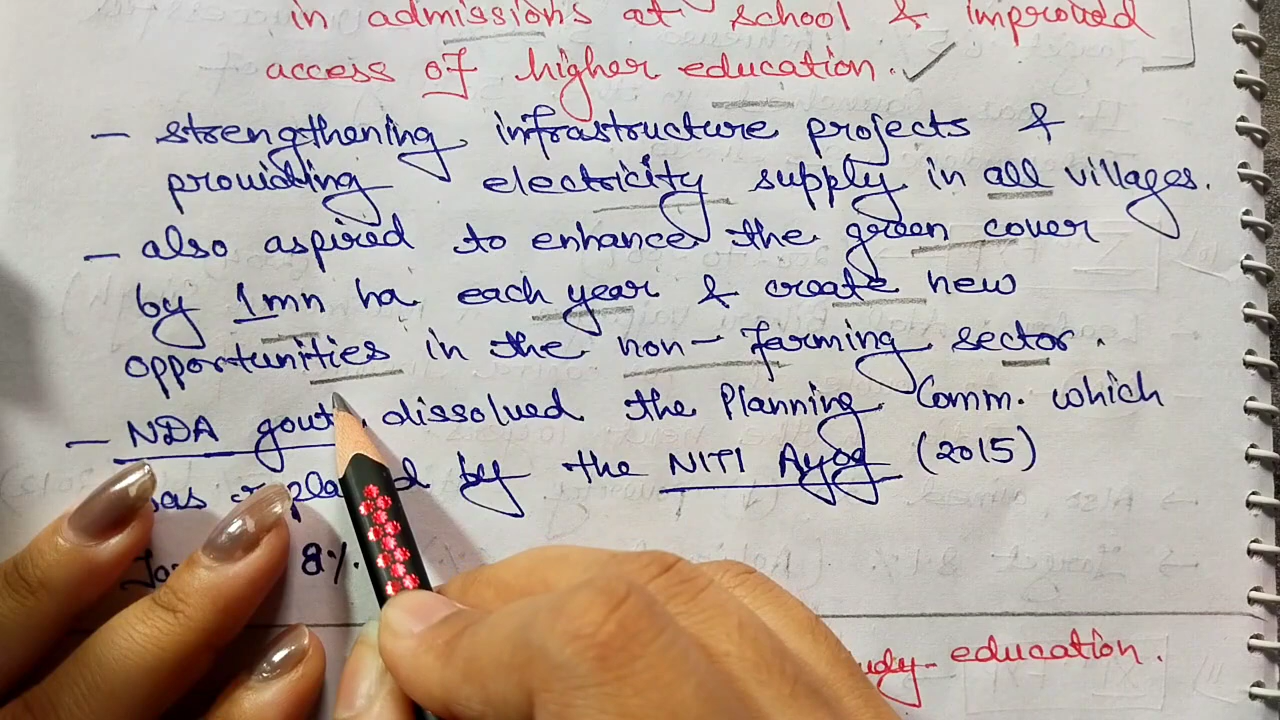 in admissions at school & improved
access of higher education.
- strengthening infrastructure projects &
providing electricity supply in all villages.
- also aspired to enhance the green cover
by 1mn ha each year & create new
opportunities in the non-farming sector.
- NDA govt. dissolved the Planning Comm. which
by the NITI Ayog (2015)
8%.
education.